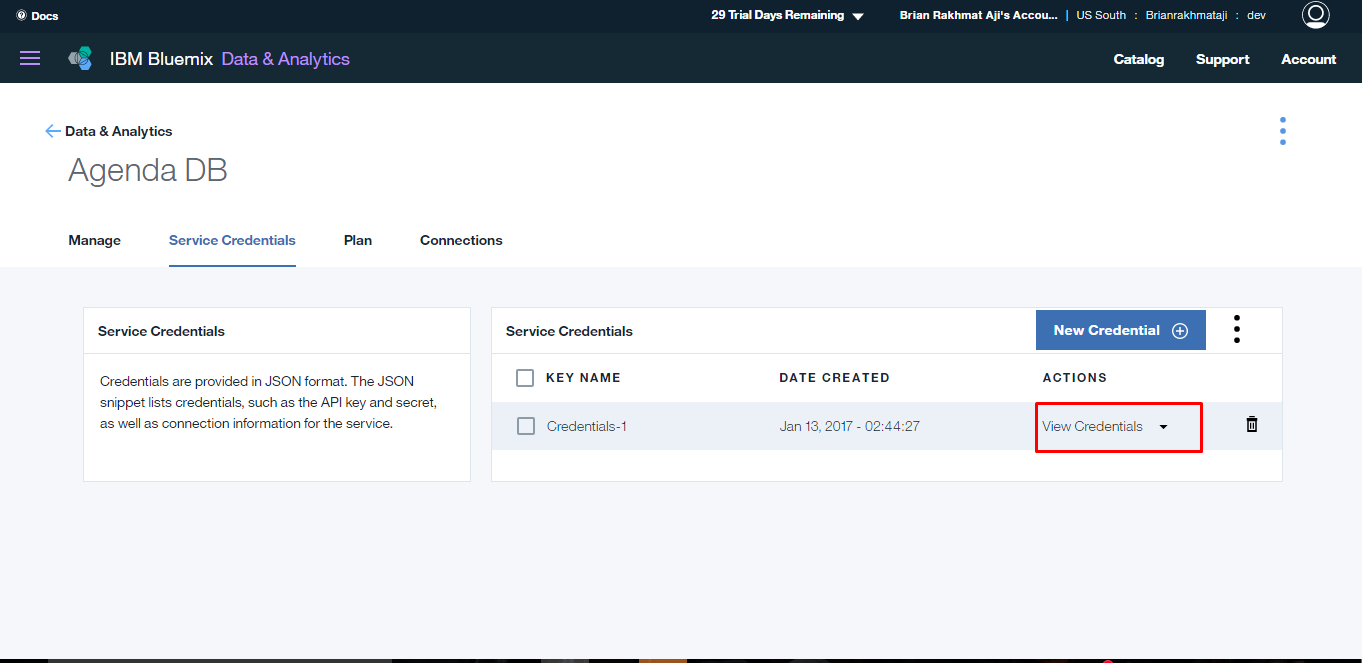 Docs
29 Trial Days Remaining
Brian Rakhmat Aji's Accou... | US South : Brianrakhmataji : dev
IBM Bluemix Data & Analytics
Catalog
Support
Account
Data & Analytics
Agenda DB
Manage
Service Credentials
Plan
Connections
Service Credentials
Credentials are provided in JSON format. The JSON
snippet lists credentials, such as the API key and secret,
as well as connection information for the service.
Service Credentials
New Credential
KEY NAME
DATE CREATED
ACTIONS
Credentials-1
Jan 13, 2017 - 02:44:27
View Credentials